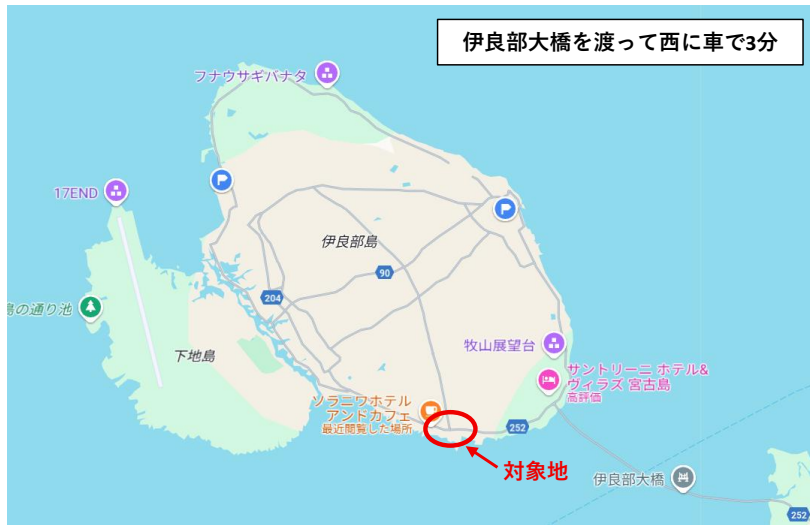 伊良部大橋を渡って西に車で3分
フナウサギバナタ
17END
伊良部島
90
204
島の通り池
下地島
牧山展望台
サントリーニ ホテル&
ヴィラズ 宮古島
高評価
ソラニワホテル
アンドカフェ
最近閲覧した場所
252
対象地
伊良部大橋
252